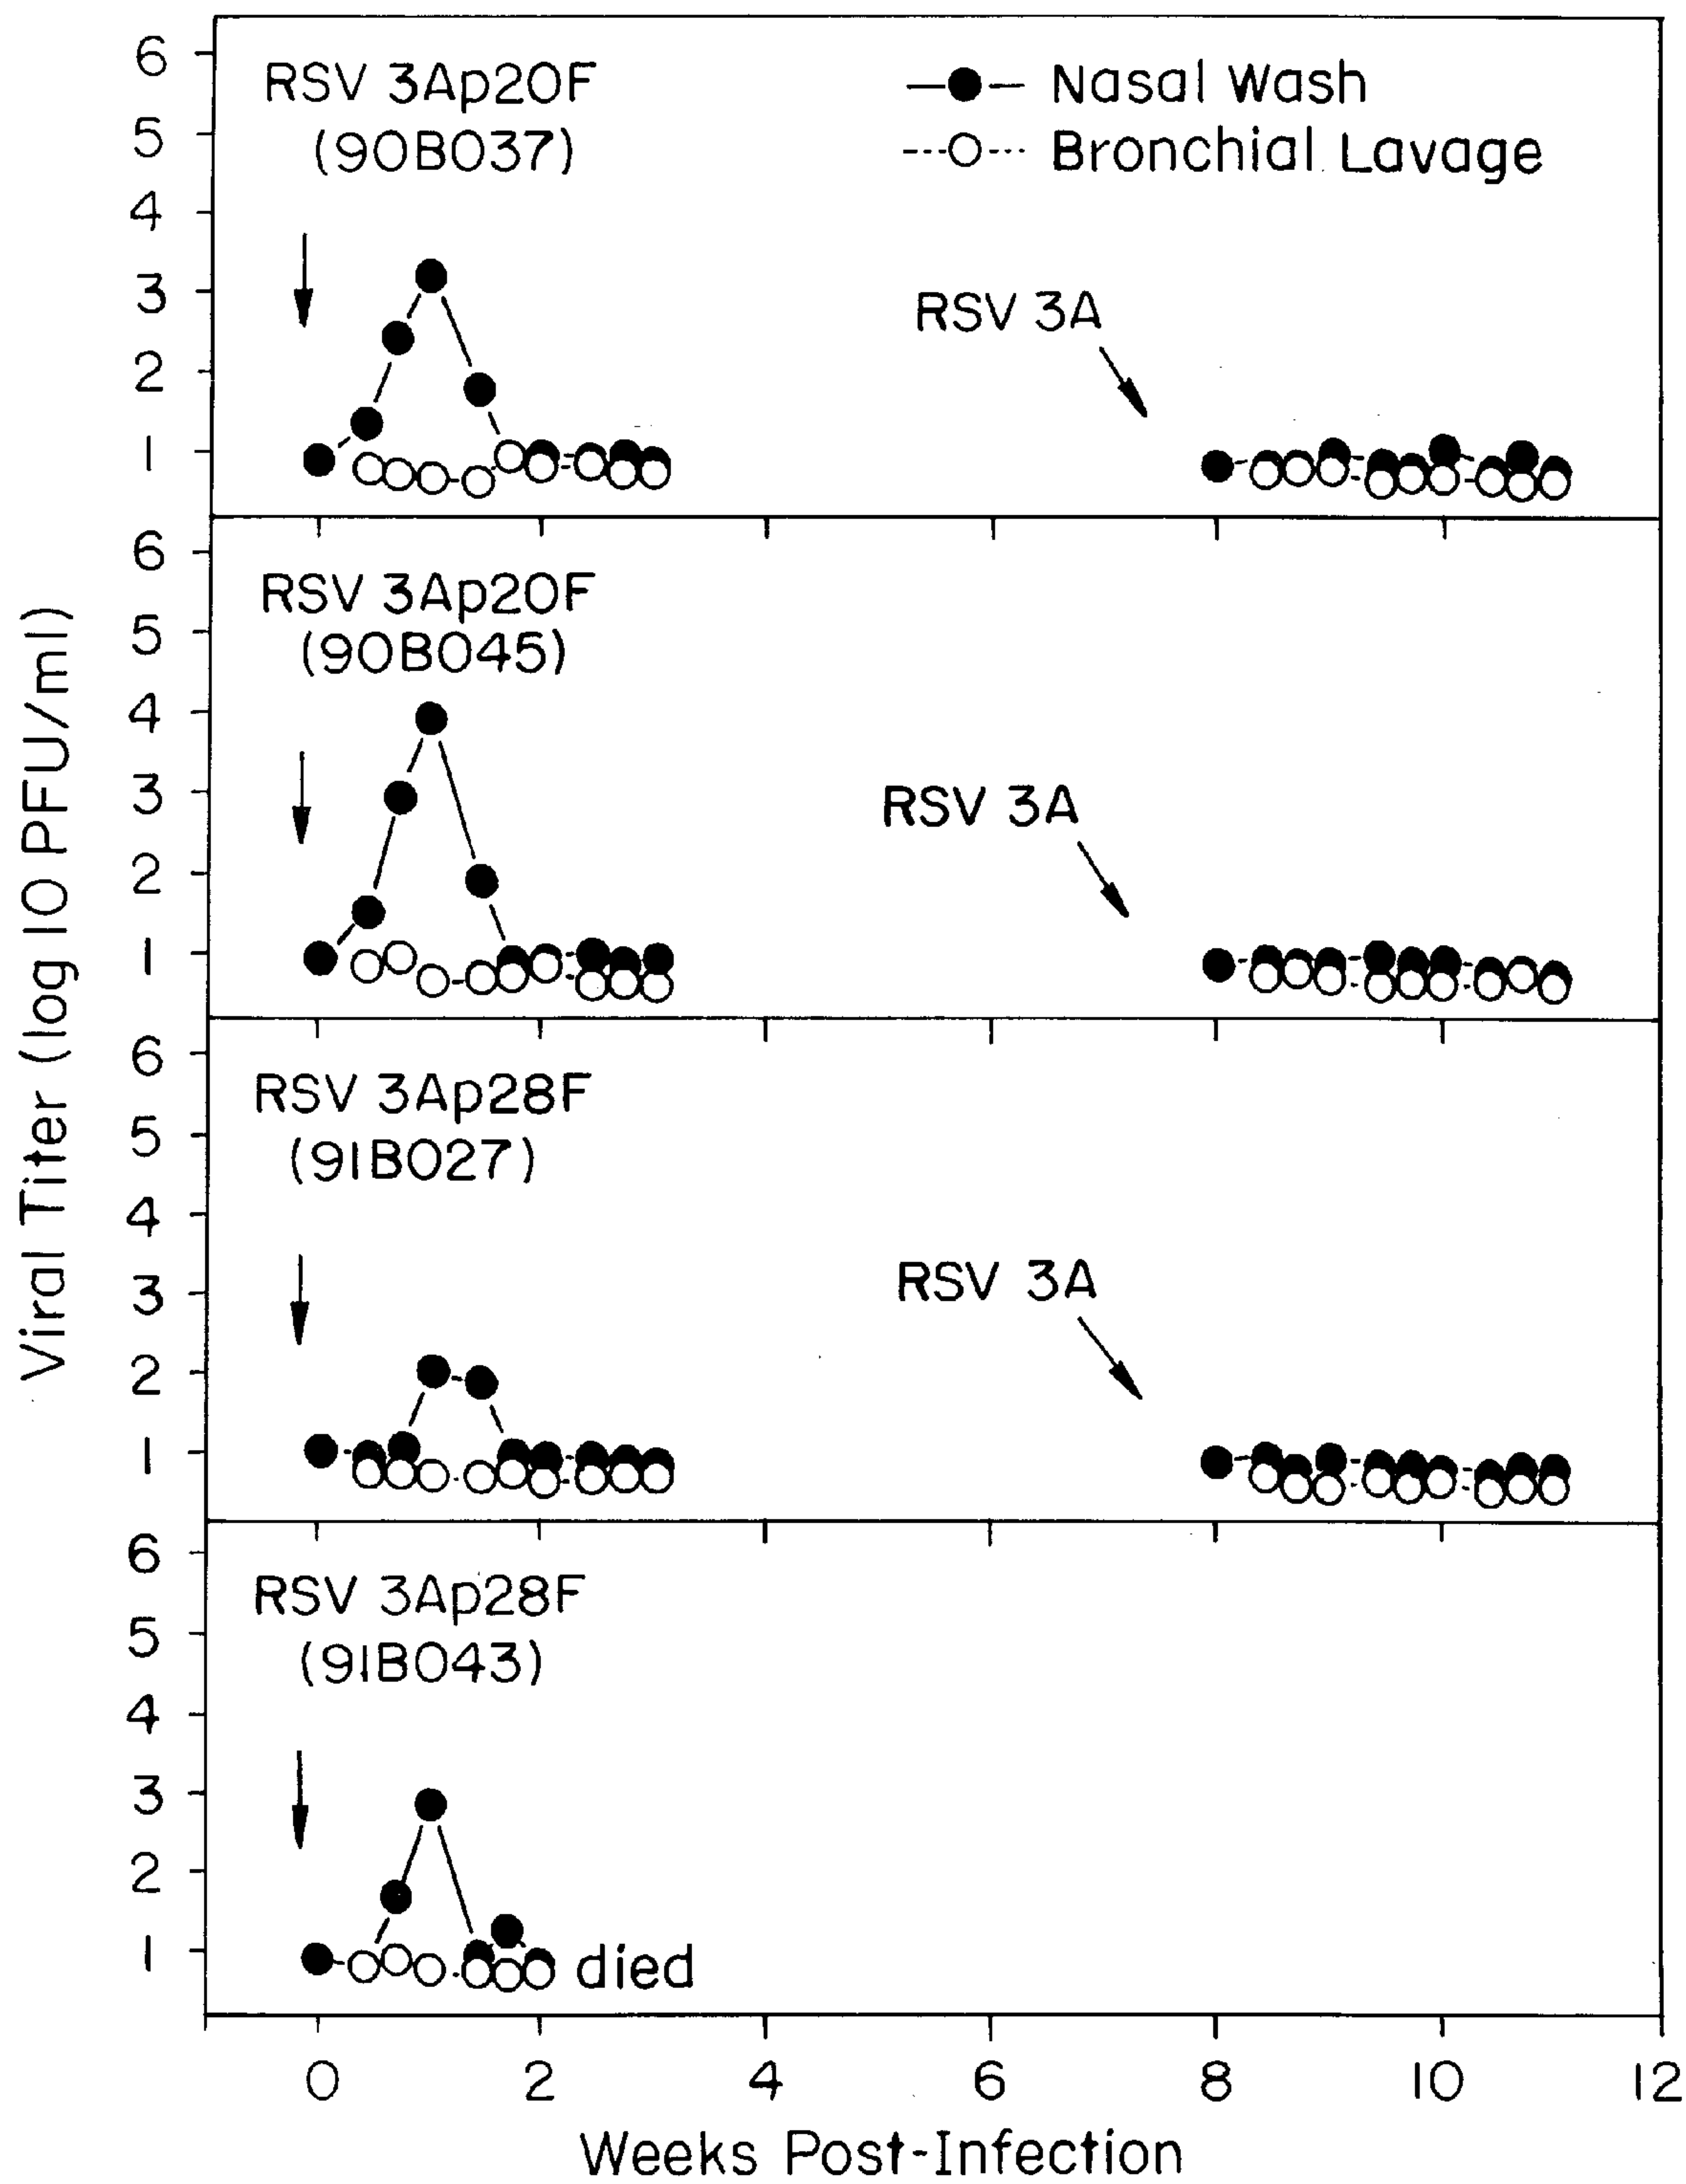 Viral Titer (log 10 PFU/ml)
6
5
4
3
2
1
RSV 3Ap20F
(90B037)
Nasal Wash
Bronchial Lavage
RSV 3A
6
5
4
3
2
1
RSV 3Ap20F
(90B045)
RSV 3A
6
5
4
3
2
1
RSV 3Ap28F
(91B027)
RSV 3A
6
5
4
3
2
1
RSV 3Ap28F
(91B043)
died
0 2 4 6 8 10 12
Weeks Post-Infection